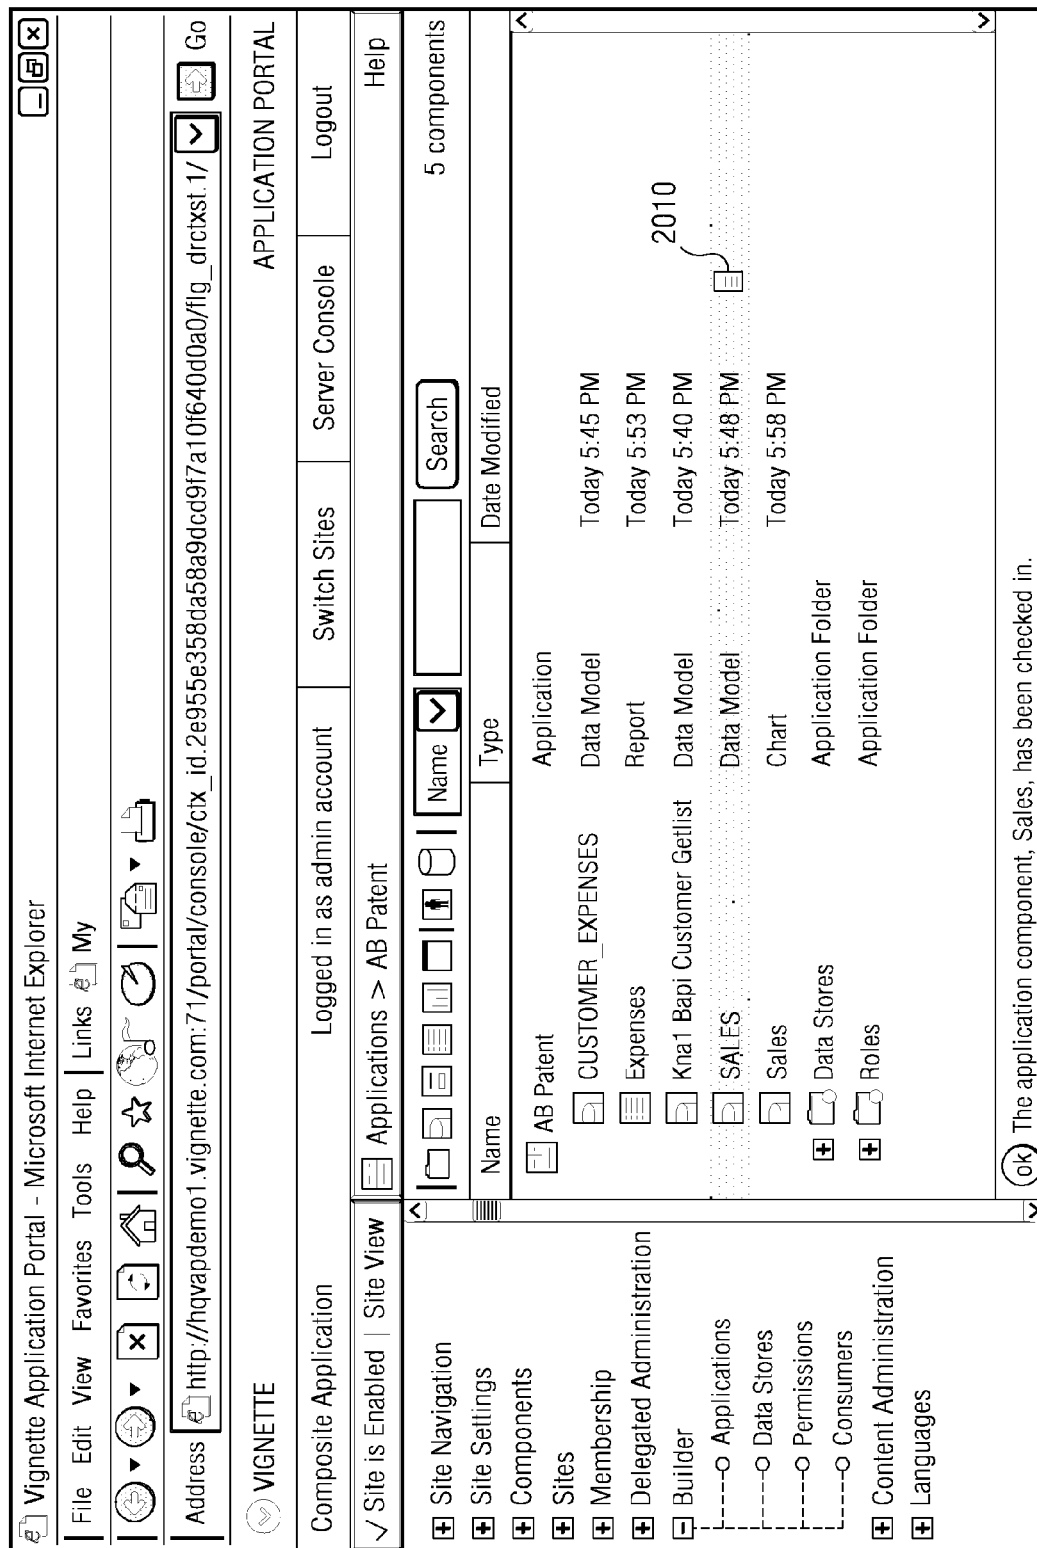 Vignette Application Portal - Microsoft Internet Explorer
File Edit View Favorites Tools Help Links My
Address http://hqvapdemo1.vignette.com:71/portal/console/ctx_id.2e955e358da58a9dcd9f7a10f640d0a0/flg_drctxst.1/ Go
VIGNETTE APPLICATION PORTAL
Composite Application Logged in as admin account Switch Sites Server Console Logout
Site is Enabled | Site View Applications > AB Patent Help
Name Search 5 components
Name Type Date Modified
Site Navigation
Site Settings
Components
Sites
Membership
Delegated Administration
Builder
Applications
Data Stores
Permissions
Consumers
Content Administration
Languages
AB Patent Application
CUSTOMER_EXPENSES Data Model Today 5:45 PM
Expenses Report Today 5:53 PM
Kna1 Bapi Customer Getlist Data Model Today 5:40 PM
SALES Data Model Today 5:48 PM
2010
Sales Chart Today 5:58 PM
Data Stores Application Folder
Roles Application Folder
ok The application component, Sales, has been checked in.